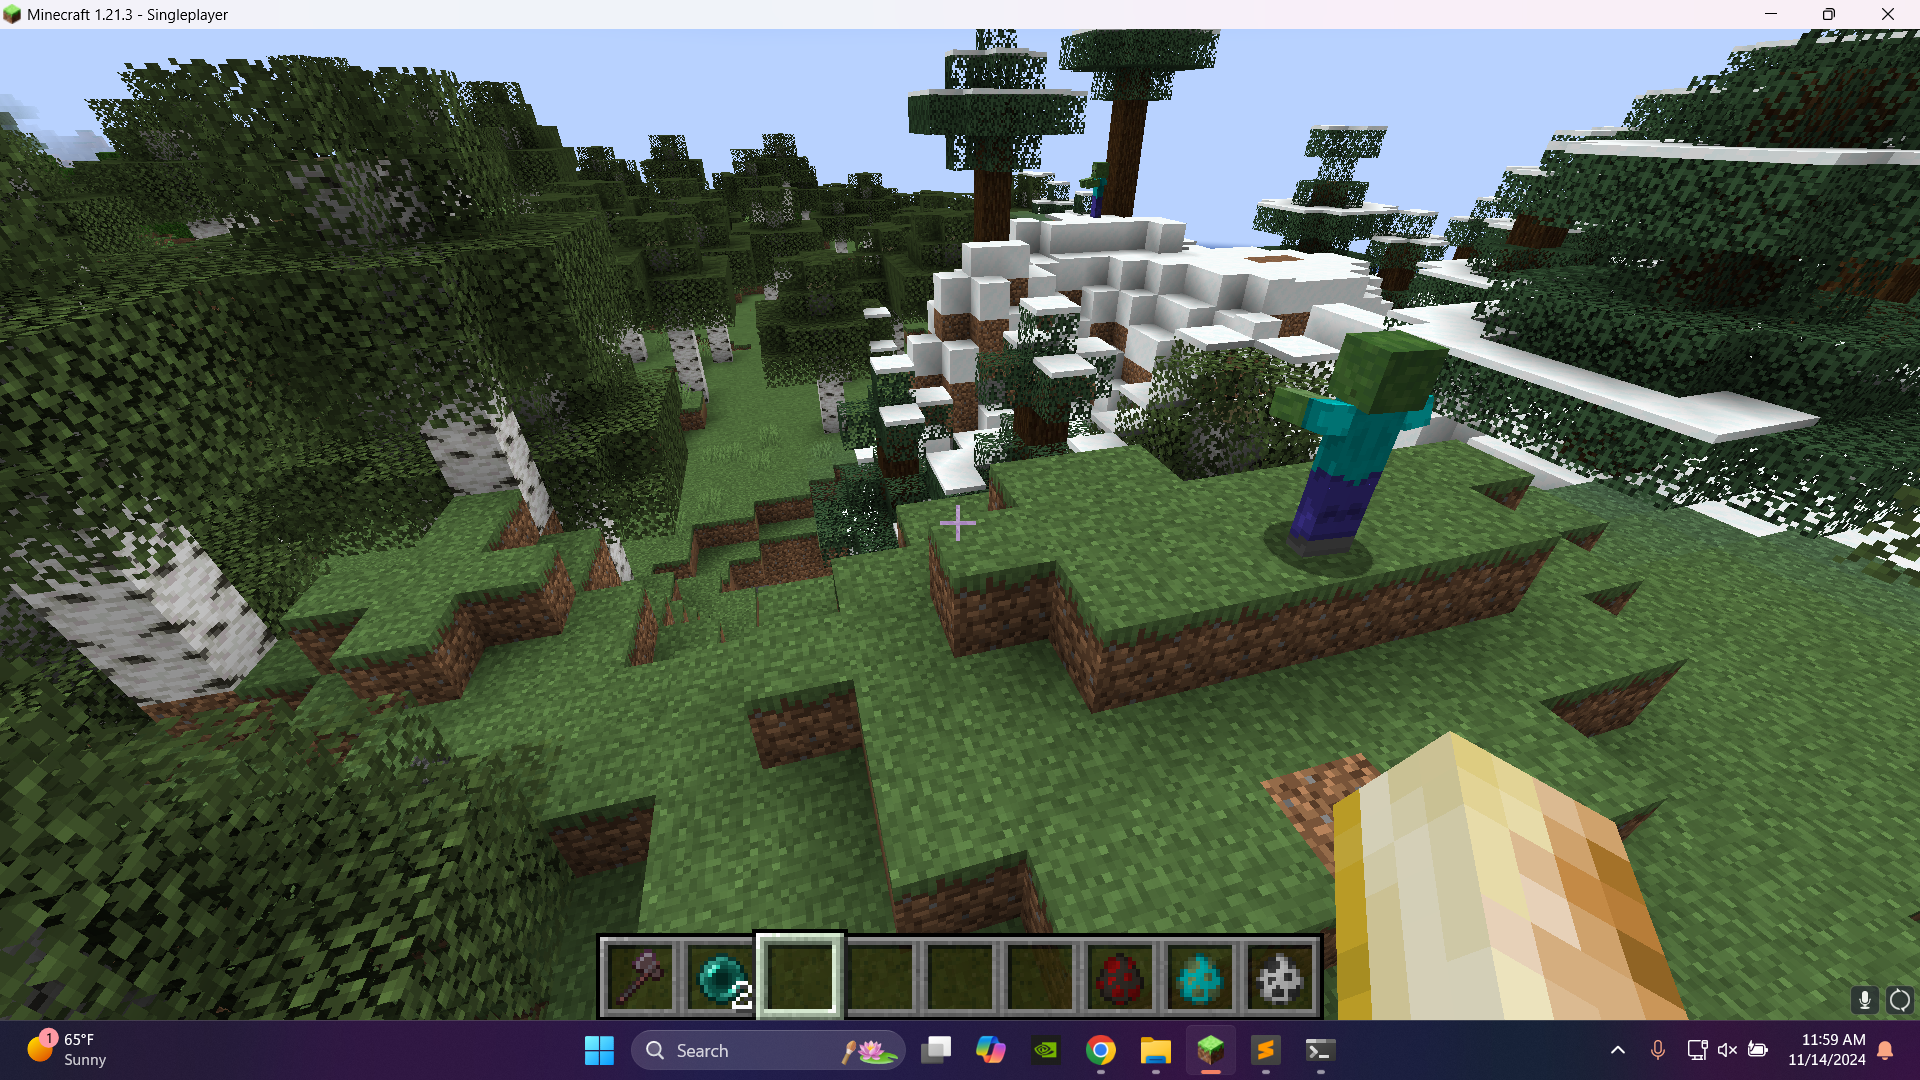 Minecraft 1.21.3 - Singleplayer
2
1
65°F
Sunny
Search
11:59 AM
11/14/2024